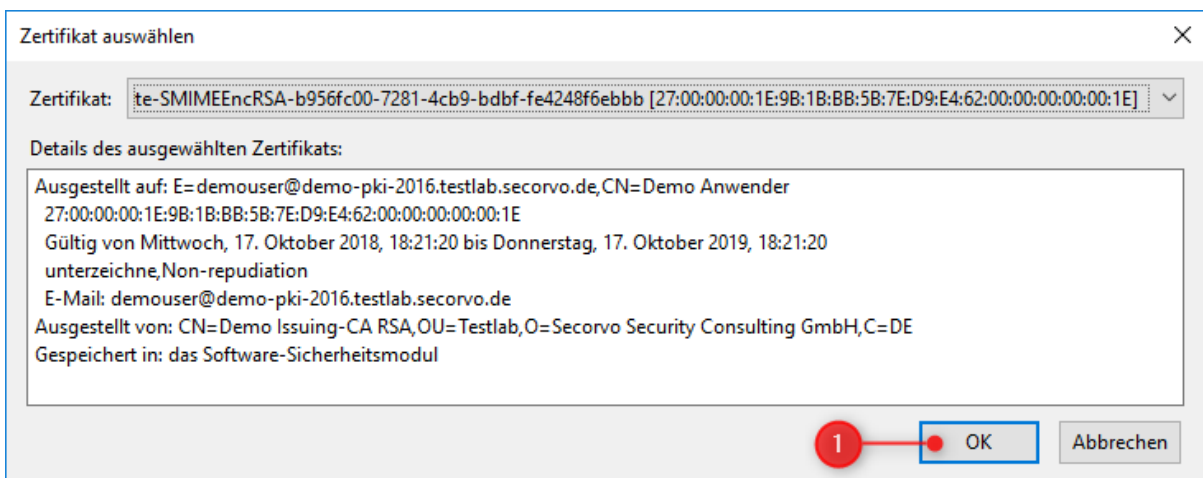 Zertifikat auswählen
Zertifikat: te-SMIMEEncRSA-b956fc00-7281-4cb9-bdbf-fe4248f6ebbb [27:00:00:00:1E:9B:1B:BB:5B:7E:D9:E4:62:00:00:00:00:00:1E]
Details des ausgewählten Zertifikats:
Ausgestellt auf: E=demouser@demo-pki-2016.testlab.secorvo.de,CN=Demo Anwender
27:00:00:00:1E:9B:1B:BB:5B:7E:D9:E4:62:00:00:00:00:00:1E
Gültig von Mittwoch, 17. Oktober 2018, 18:21:20 bis Donnerstag, 17. Oktober 2019, 18:21:20
unterzeichne,Non-repudiation
E-Mail: demouser@demo-pki-2016.testlab.secorvo.de
Ausgestellt von: CN=Demo Issuing-CA RSA,OU=Testlab,O=Secorvo Security Consulting GmbH,C=DE
Gespeichert in: das Software-Sicherheitsmodul
1 OK Abbrechen